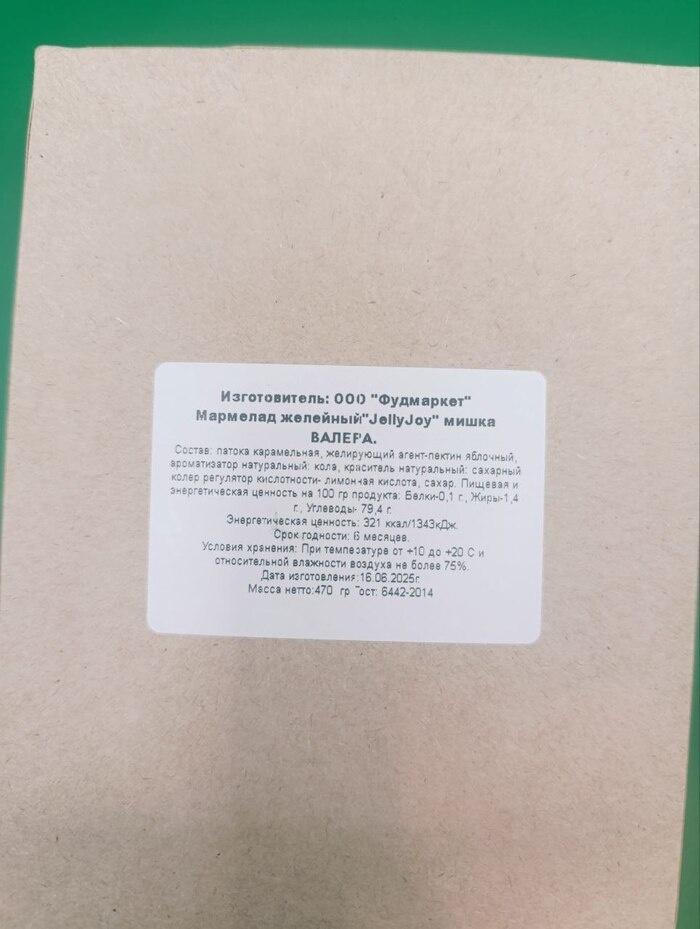 Изготовитель: ООО "Фудмаркет"
Мармелад желейный"JellyJoy" мишка
ВАЛЕРА.
Состав: патока карамельная, желирующий агент-пектин яблочный,
ароматизатор натуральный: кола, краситель натуральный: сахарный
колер регулятор кислотности- лимонная кислота, сахар. Пищевая и
энергетическая ценность на 100 гр продукта: Белки-0,1 г., Жиры-1,4
г., Углеводы- 79,4 г.
Энергетическая ценность: 321 ккал/1343кДж.
Срок годности: 6 месяцев.
Условия хранения: При температуре от +10 до +20 С и
относительной влажности воздуха не более 75%.
Дата изготовления:16.06.2025г.
Масса нетто:470 гр Гост: 6442-2014